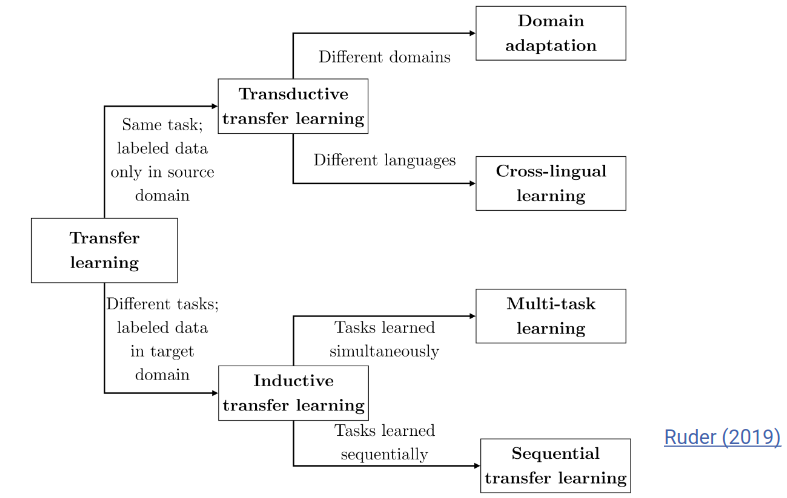 Domain
adaptation
Different domains
Transductive
transfer learning
Same task;
labeled data
only in source
domain
Different languages
Cross-lingual
learning
Transfer
learning
Different tasks;
labeled data
in target
domain
Multi-task
learning
Tasks learned
simultaneously
Inductive
transfer learning
Tasks learned
sequentially
Sequential
transfer learning
Ruder (2019)